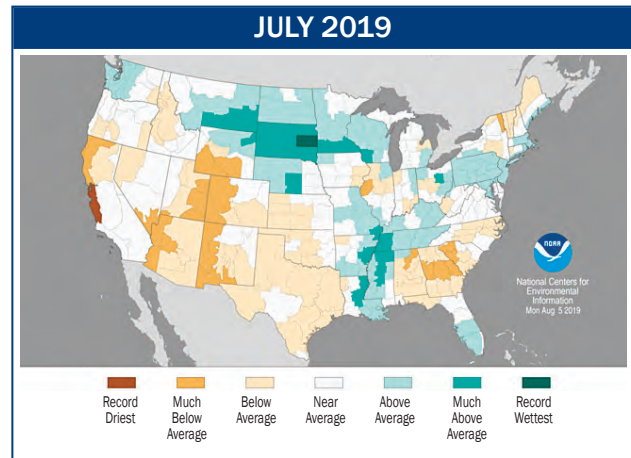 JULY 2019
NOAA
National Centers for
Environmental
Information
Mon Aug 5 2019
Record
Driest
Much
Below
Average
Below
Average
Near
Average
Above
Average
Much
Above
Average
Record
Wettest